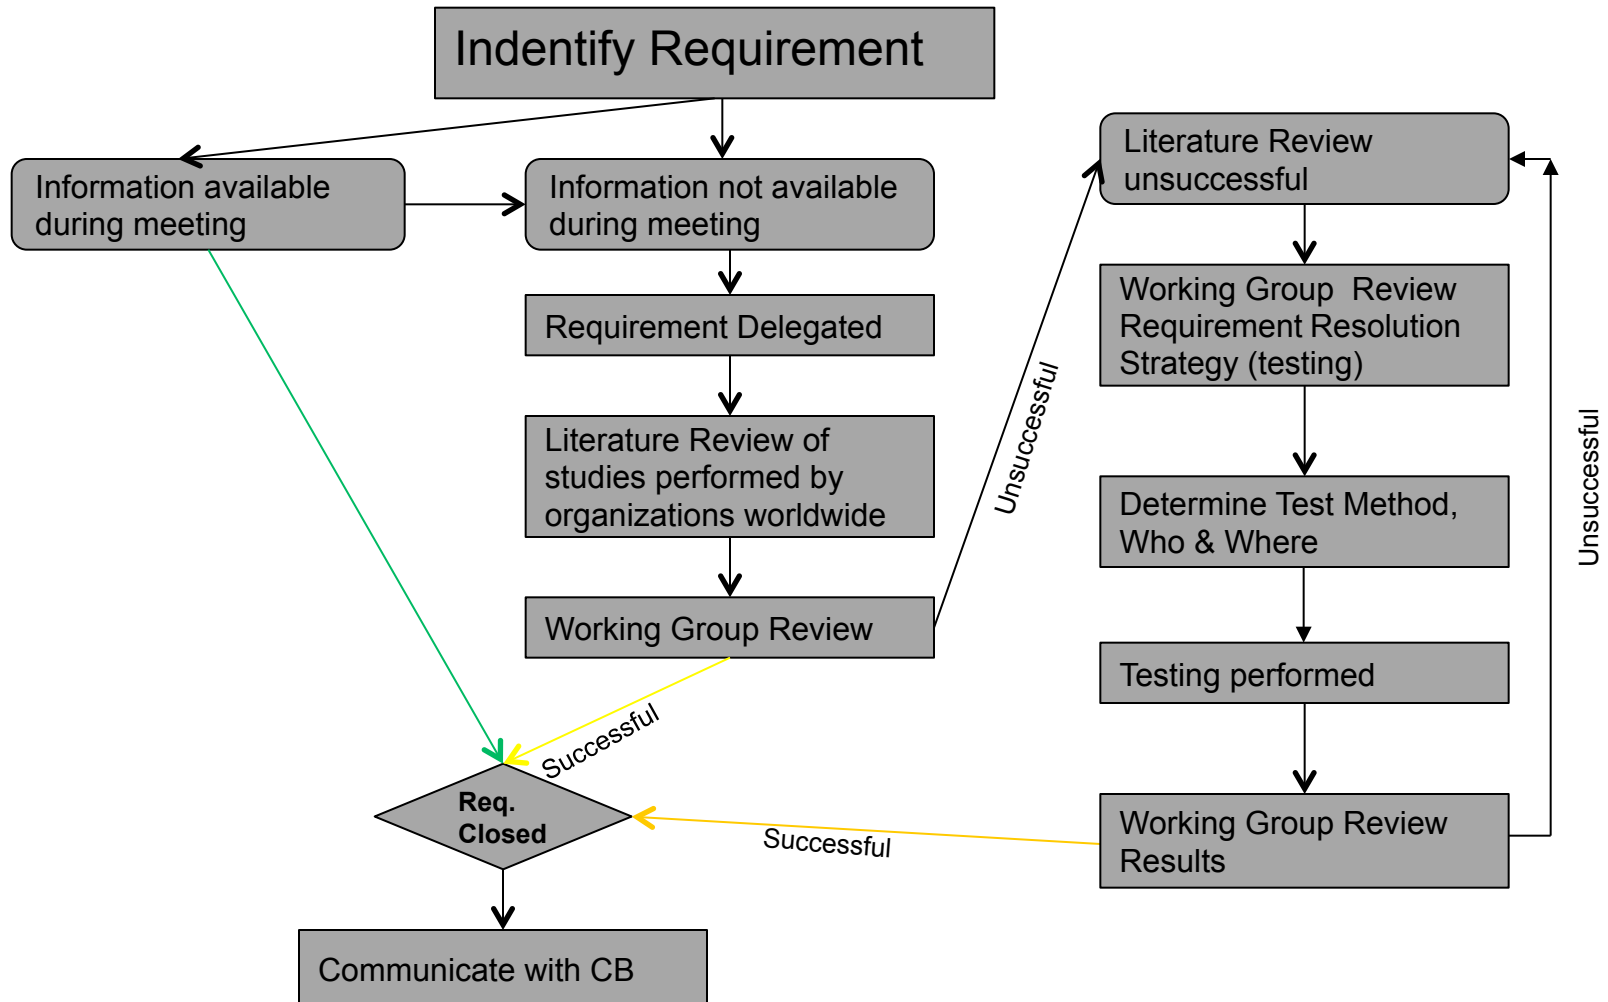 Indentify Requirement
Information available
during meeting
Information not available
during meeting
Requirement Delegated
Literature Review of
studies performed by
organizations worldwide
Working Group Review
Successful
Unsuccessful
Req.
Closed
Communicate with CB
Literature Review
unsuccessful
Working Group  Review
Requirement Resolution
Strategy (testing)
Determine Test Method,
Who & Where
Testing performed
Working Group Review
Results
Successful
Unsuccessful